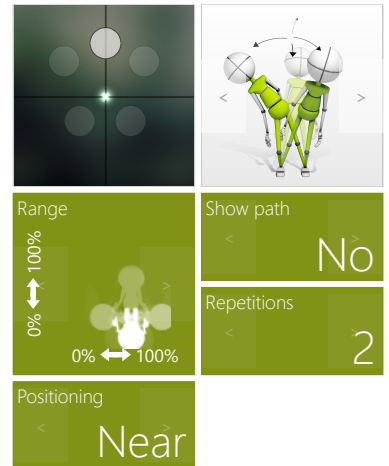 Range
0% ↔ 100%
0% ↔ 100%
Show path
No
Repetitions
2
Positioning
Near